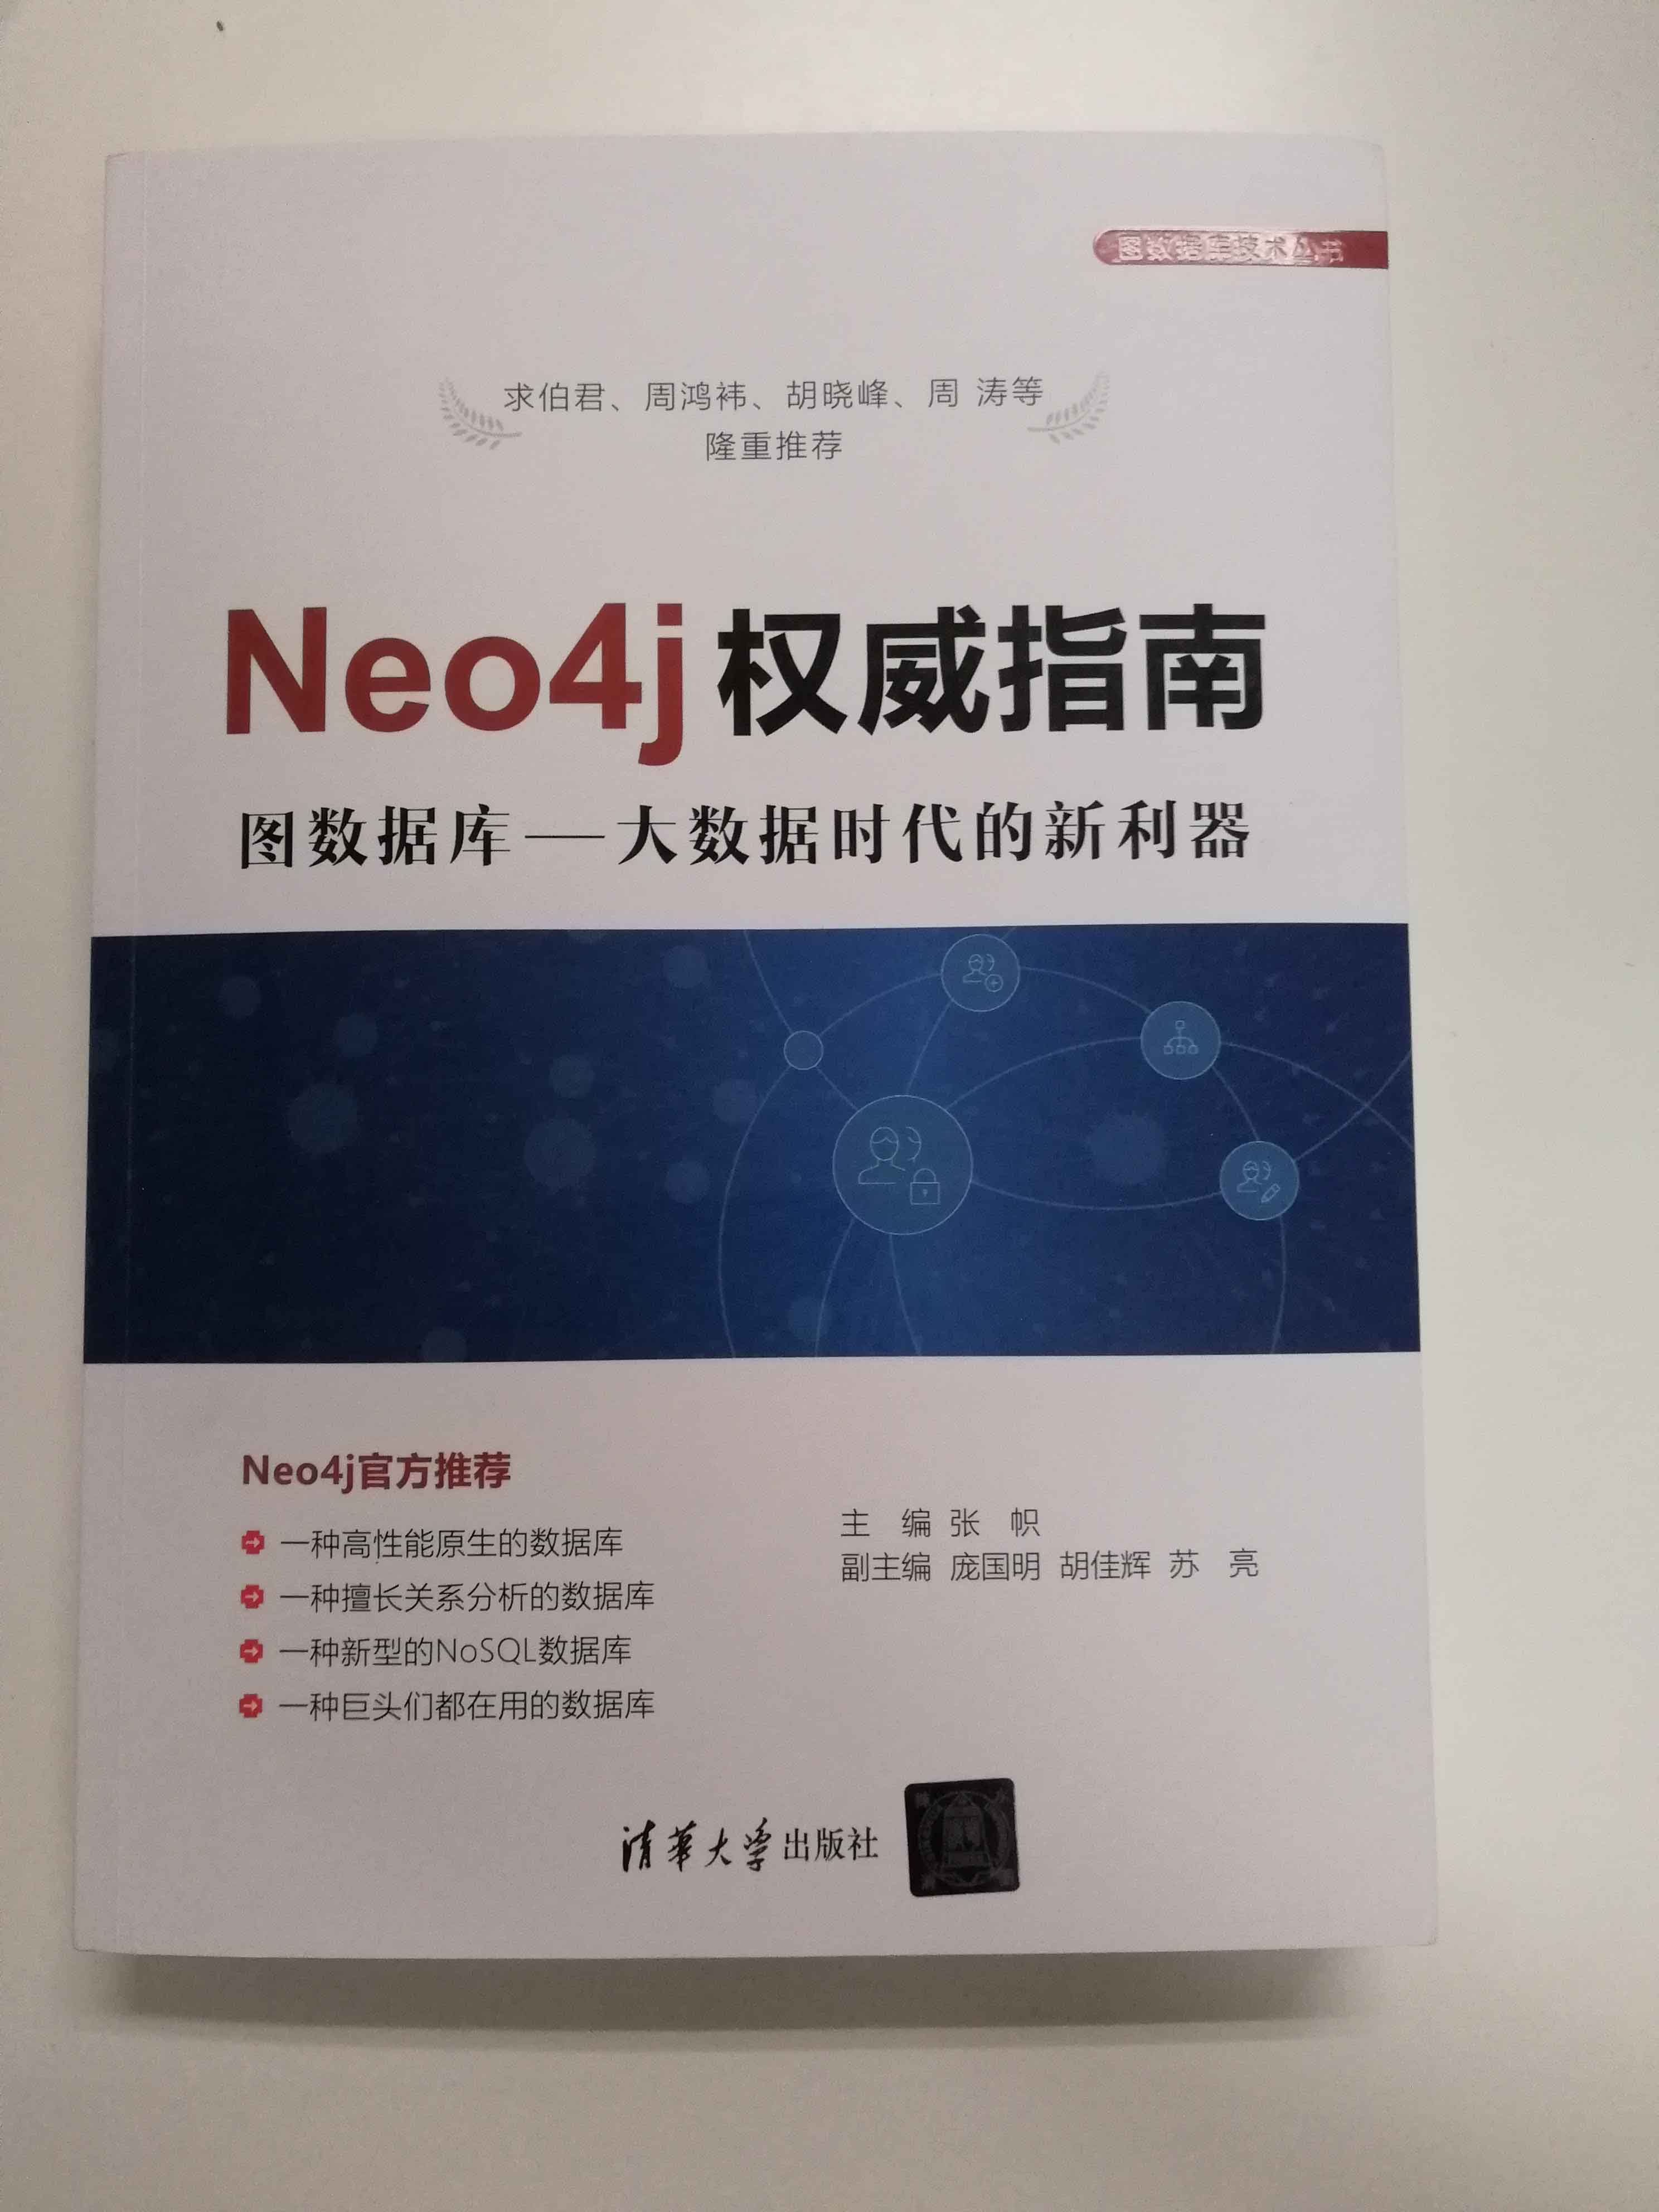 图数据库技术丛书
求伯君、周鸿祎、胡晓峰、周 涛等
隆重推荐
Neo4j 权威指南
图数据库—大数据时代的新利器
Neo4j官方推荐
一种高性能原生的数据库
一种擅长关系分析的数据库
一种新型的NoSQL数据库
一种巨头们都在用的数据库
主 编 张 帜
副主编 庞国明 胡佳辉 苏 亮
清华大学出版社